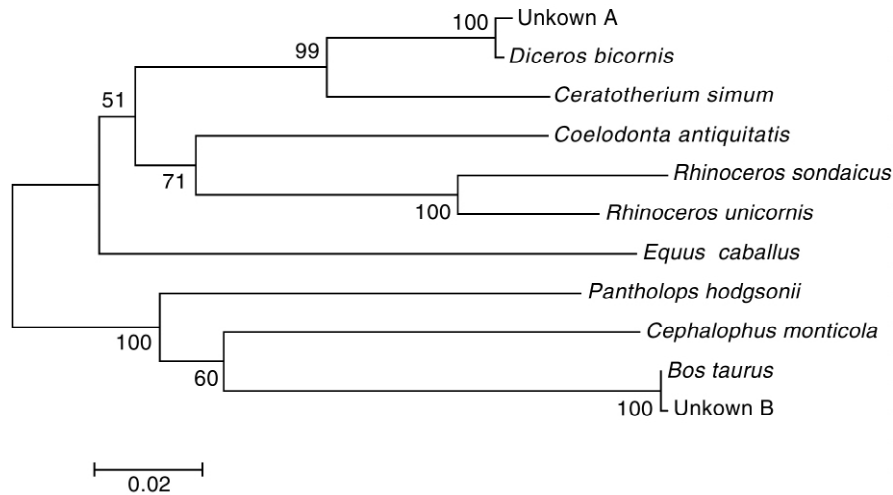 100 Unkown A
Diceros bicornis
99
Ceratotherium simum
51
Coelodonta antiquitatis
71
Rhinoceros sondaicus
100
Rhinoceros unicornis
Equus caballus
Pantholops hodgsonii
100
Cephalophus monticola
60
Bos taurus
100 Unkown B
0.02